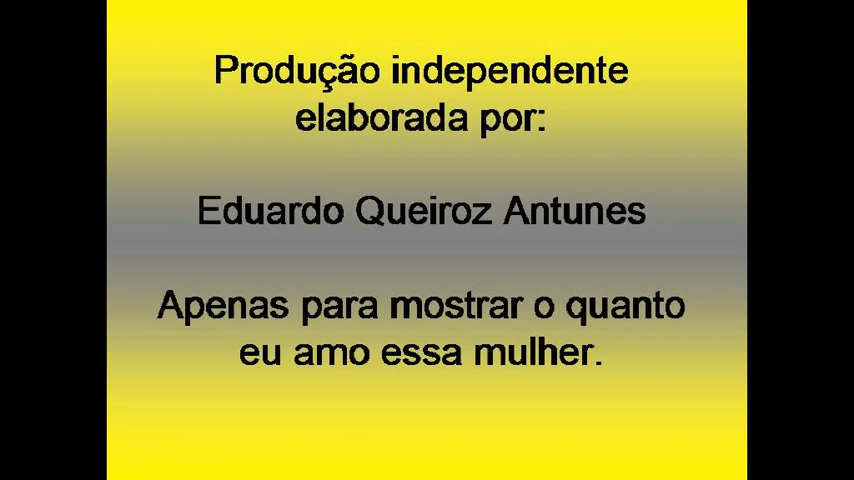 Produção independente
elaborada por:
Eduardo Queiroz Antunes
Apenas para mostrar o quanto
eu amo essa mulher.